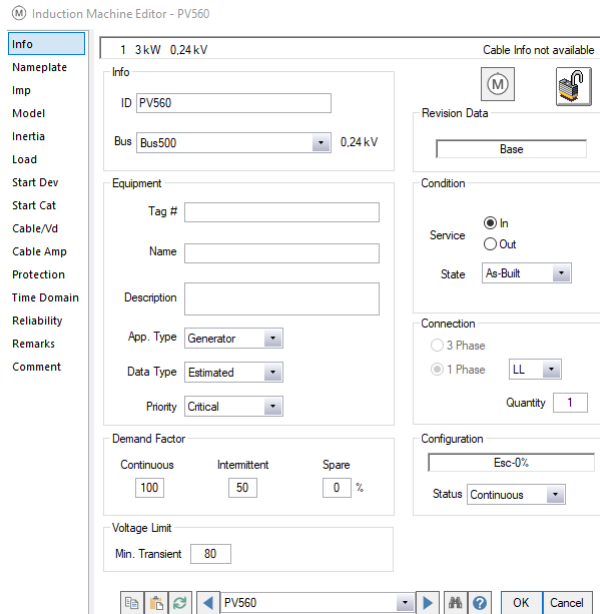 M Induction Machine Editor - PV560
Info
Nameplate
Imp
Model
Inertia
Load
Start Dev
Start Cat
Cable/Vd
Cable Amp
Protection
Time Domain
Reliability
Remarks
Comment
1 3 kW 0,24 kV Cable Info not available
Info
ID PV560
Bus Bus500 0,24 kV
M
Revision Data
Base
Equipment
Tag #
Name
Description
App. Type Generator
Data Type Estimated
Priority Critical
Condition
Service In
Out
State As-Built
Connection
3 Phase
1 Phase LL
Quantity 1
Demand Factor
Continuous Intermittent Spare
100 50 0 %
Configuration
Esc-0%
Status Continuous
Voltage Limit
Min. Transient 80
PV560 ? OK Cancel